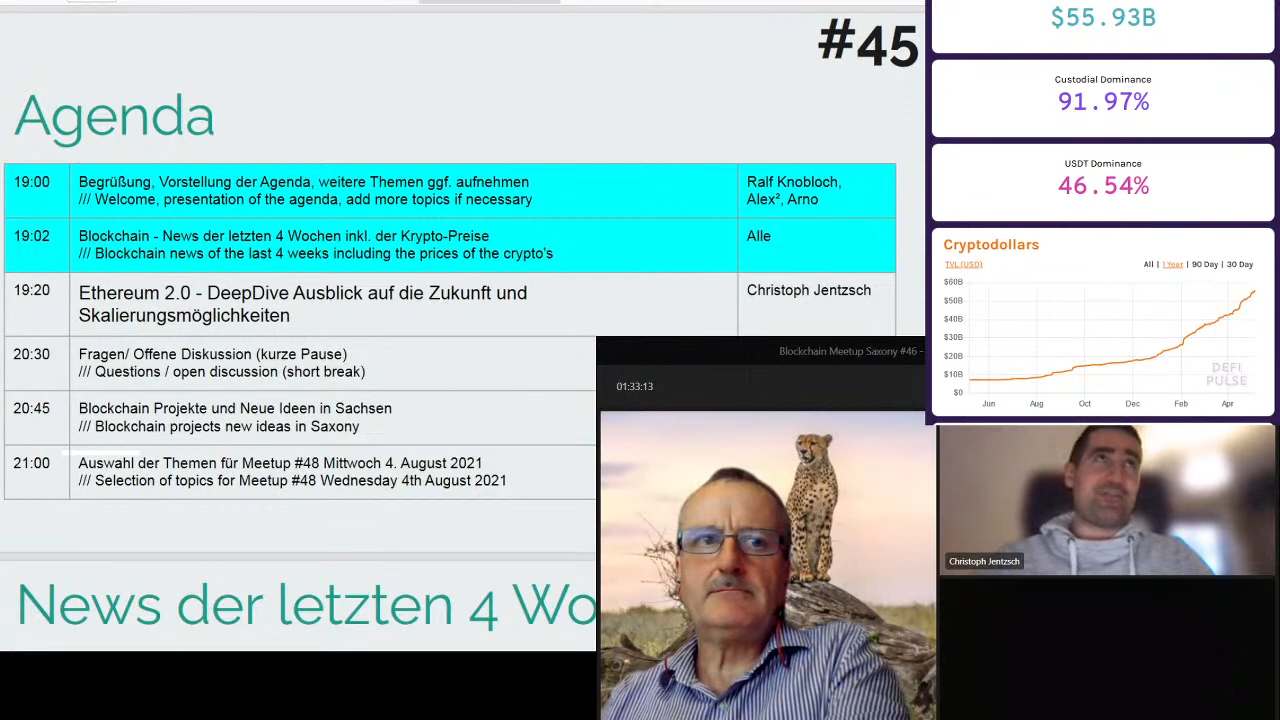 #45
Agenda
19:00
Begrüßung, Vorstellung der Agenda, weitere Themen ggf. aufnehmen
/// Welcome, presentation of the agenda, add more topics if necessary
Ralf Knobloch,
Alex², Arno
19:02
Blockchain - News der letzten 4 Wochen inkl. der Krypto-Preise
/// Blockchain news of the last 4 weeks including the prices of the crypto's
Alle
19:20
Ethereum 2.0 - DeepDive Ausblick auf die Zukunft und
Skalierungsmöglichkeiten
Christoph Jentzsch
20:30
Fragen/ Offene Diskussion (kurze Pause)
/// Questions / open discussion (short break)
20:45
Blockchain Projekte und Neue Ideen in Sachsen
/// Blockchain projects new ideas in Saxony
21:00
Auswahl der Themen für Meetup #48 Mittwoch 4. August 2021
/// Selection of topics for Meetup #48 Wednesday 4th August 2021
News der letzten 4 Wo
$55.93B
Custodial Dominance
91.97%
USDT Dominance
46.54%
Cryptodollars
TVL (USD)
All | 1 Year | 90 Day | 30 Day
$60B
$50B
$40B
$30B
$20B
$10B
$0
Jun Aug Oct Dec Feb Apr
DEFI
PULSE
Blockchain Meetup Saxony #46 -
01:33:13
Christoph Jentzsch